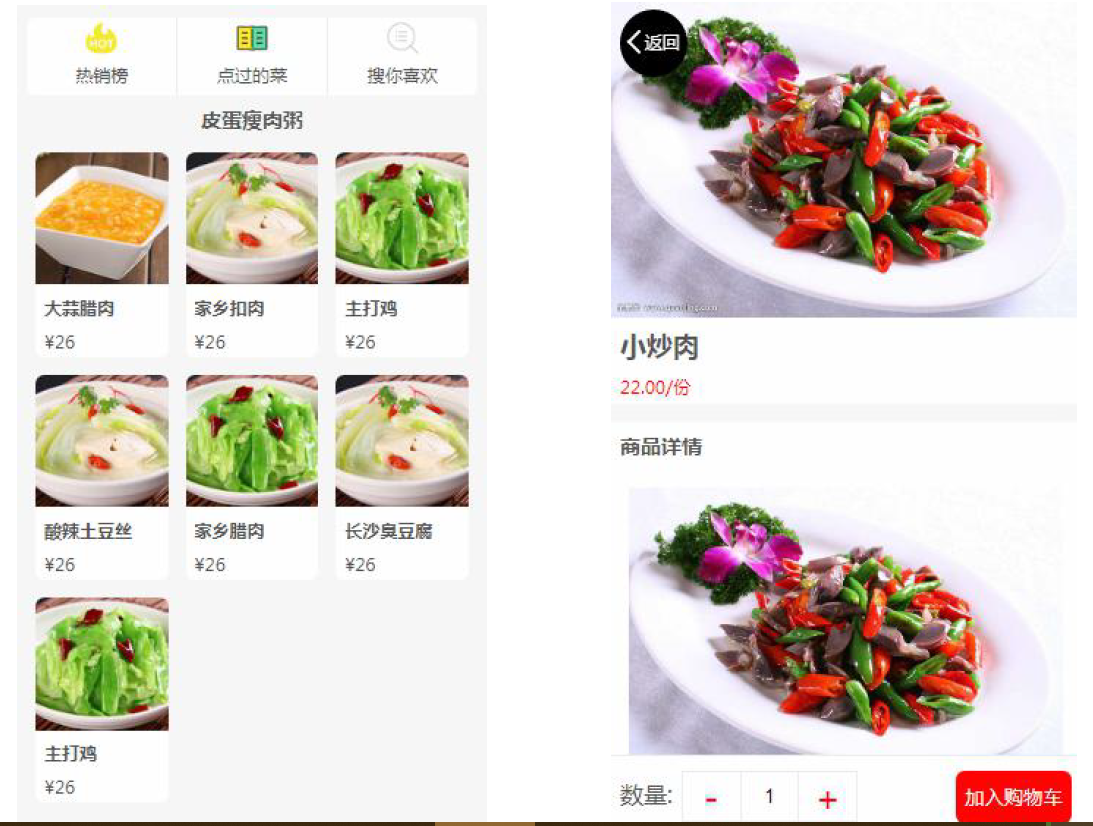 HOT
热销榜
点过的菜
搜你喜欢
皮蛋瘦肉粥
大蒜腊肉
¥26
家乡扣肉
¥26
主打鸡
¥26
酸辣土豆丝
¥26
家乡腊肉
¥26
长沙臭豆腐
¥26
主打鸡
¥26
返回
小炒肉
22.00/份
商品详情
数量:
-
1
+
加入购物车